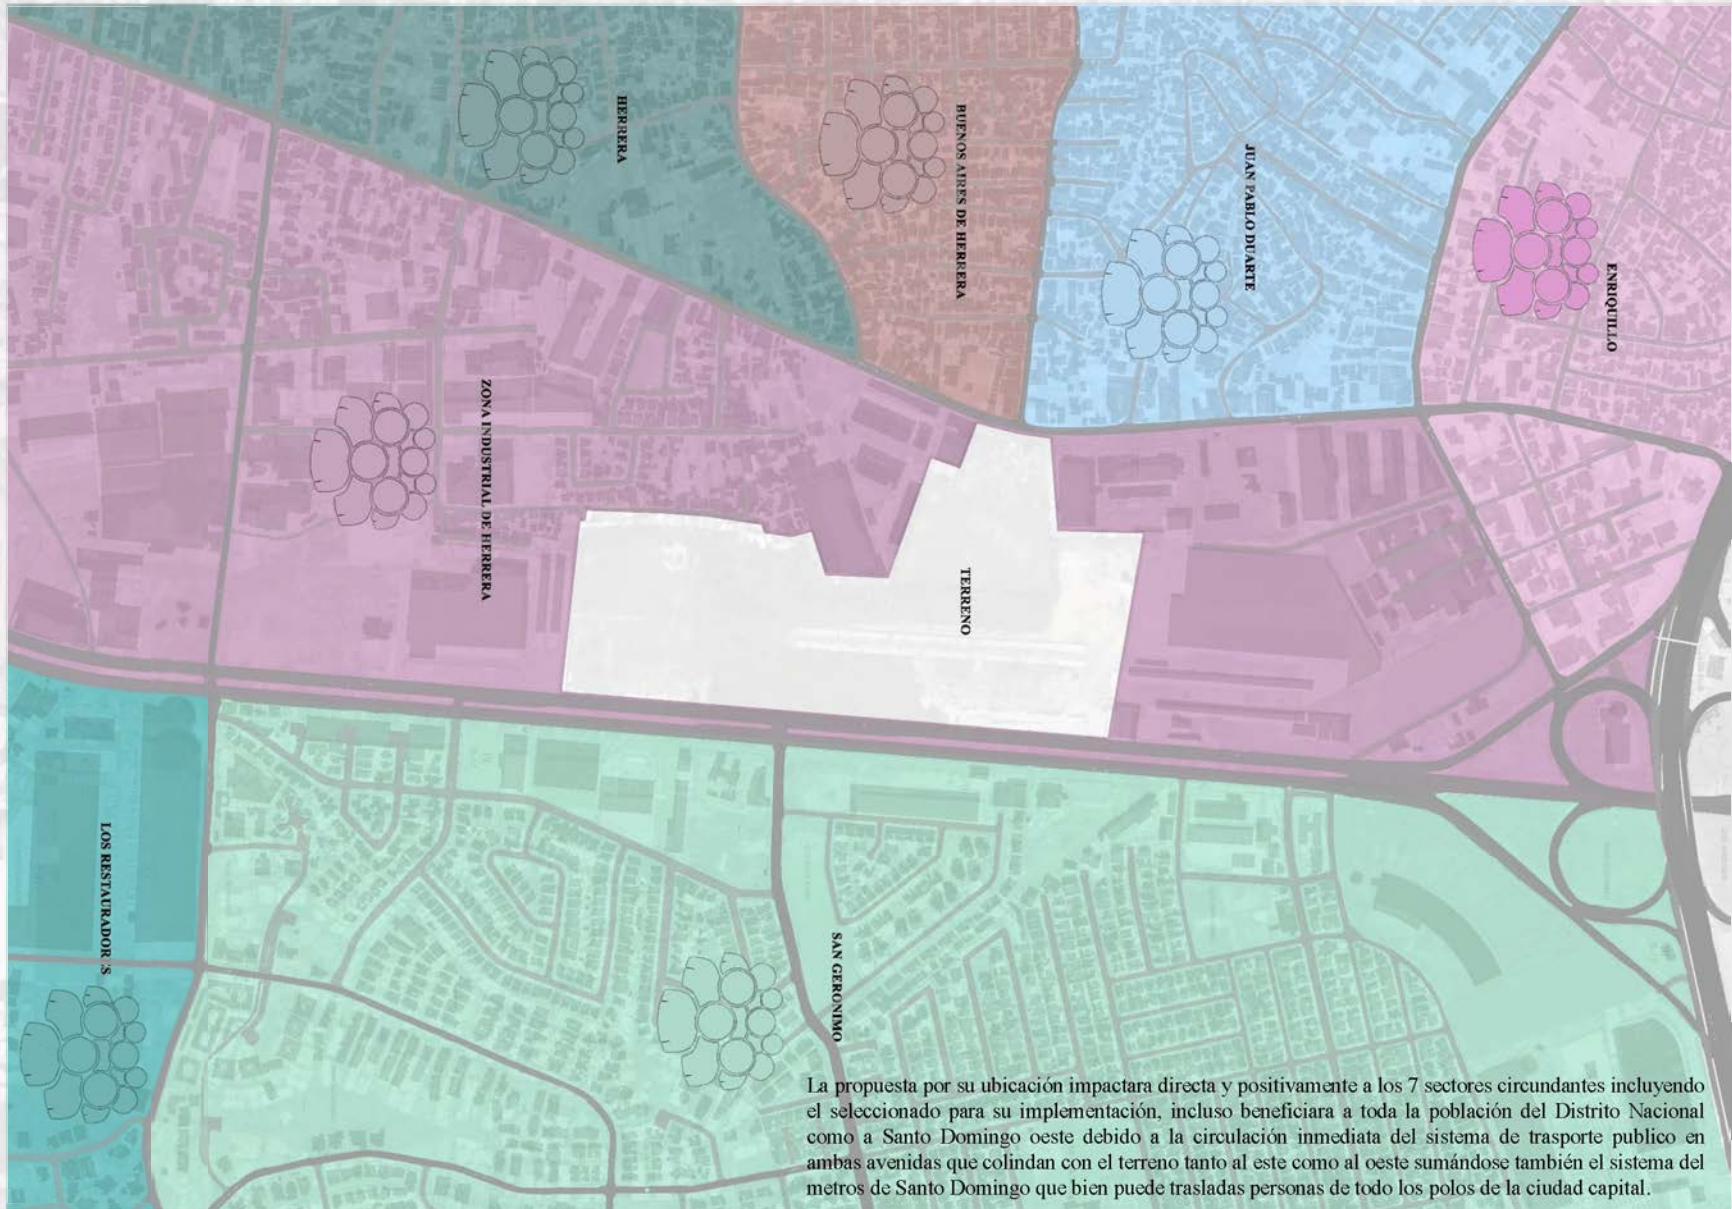 HERRERA
BUENOS AIRES DE HERRERA
JUAN PABLO DUARTE
ENRIQUILLO
ZONA INDUSTRIAL DE HERRERA
TERRENO
LOS RESTAURADORES
SAN GERONIMO
La propuesta por su ubicación impactara directa y positivamente a los 7 sectores circundantes incluyendo
el seleccionado para su implementación, incluso beneficiara a toda la población del Distrito Nacional
como a Santo Domingo oeste debido a la circulación inmediata del sistema de trasporte publico en
ambas avenidas que colindan con el terreno tanto al este como al oeste sumándose también el sistema del
metros de Santo Domingo que bien puede trasladas personas de todo los polos de la ciudad capital.